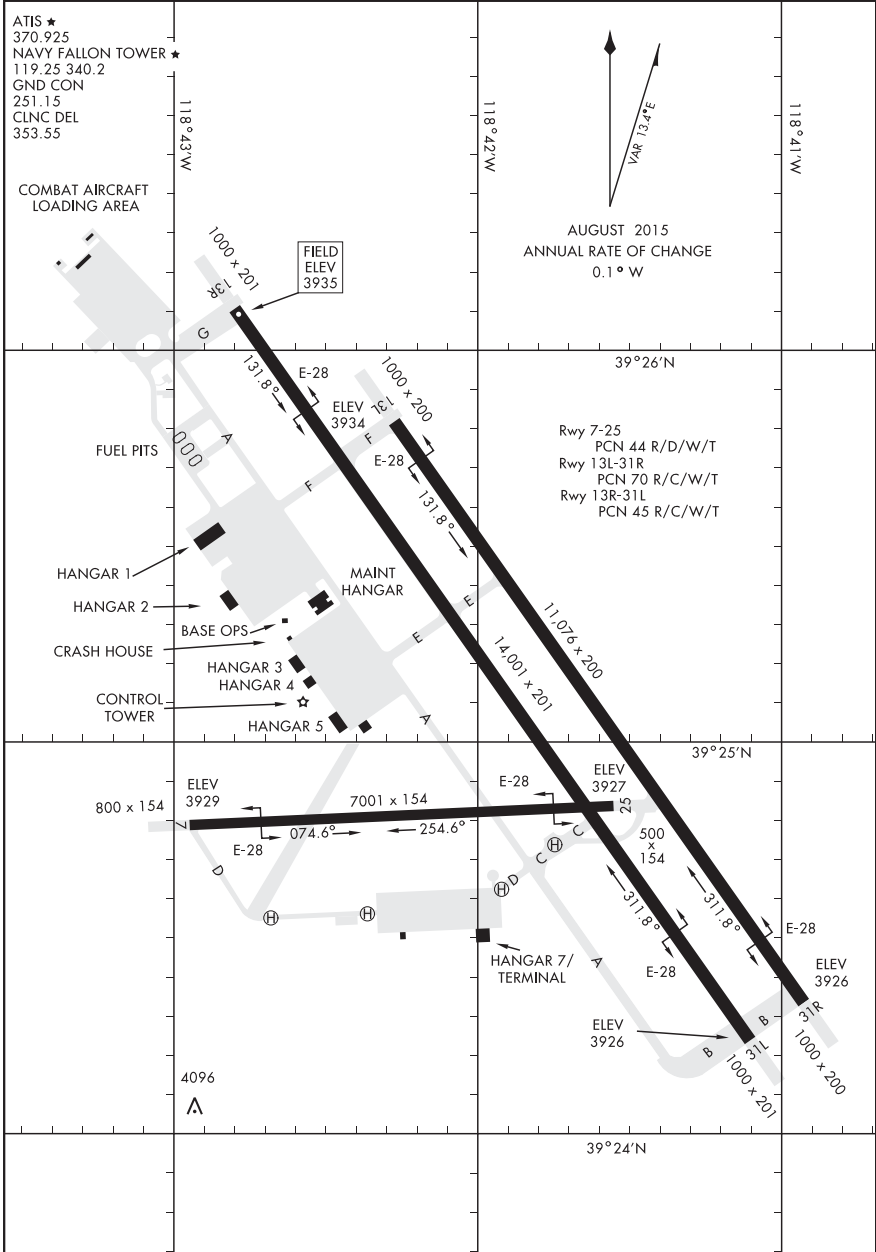 ATIS ★
370.925
NAVY FALLON TOWER ★
119.25 340.2
GND CON
251.15
CLNC DEL
353.55
118°43'W
118°42'W
118°41'W
VAR 13.4°E
AUGUST 2015
ANNUAL RATE OF CHANGE
0.1° W
COMBAT AIRCRAFT
LOADING AREA
1000 x 201
13R
FIELD
ELEV
3935
G
39°26'N
131.8°
E-28
ELEV
3934
1000 x 200
13L
F
F
A
E-28
131.8°
Rwy 7-25
PCN 44 R/D/W/T
Rwy 13L-31R
PCN 70 R/C/W/T
Rwy 13R-31L
PCN 45 R/C/W/T
FUEL PITS
HANGAR 1
HANGAR 2
MAINT
HANGAR
BASE OPS
CRASH HOUSE
HANGAR 3
HANGAR 4
CONTROL
TOWER
HANGAR 5
E
E
A
14,001 x 201
11,076 x 200
39°25'N
800 x 154
ELEV
3929
7
7001 x 154
E-28
ELEV
3927
25
E-28
074.6°
254.6°
500
x
154
C
C
H
D
H
D
H
H
HANGAR 7/
TERMINAL
A
311.8°
311.8°
E-28
E-28
ELEV
3926
31R
B
B
ELEV
3926
31L
1000 x 201
1000 x 200
4096
39°24'N